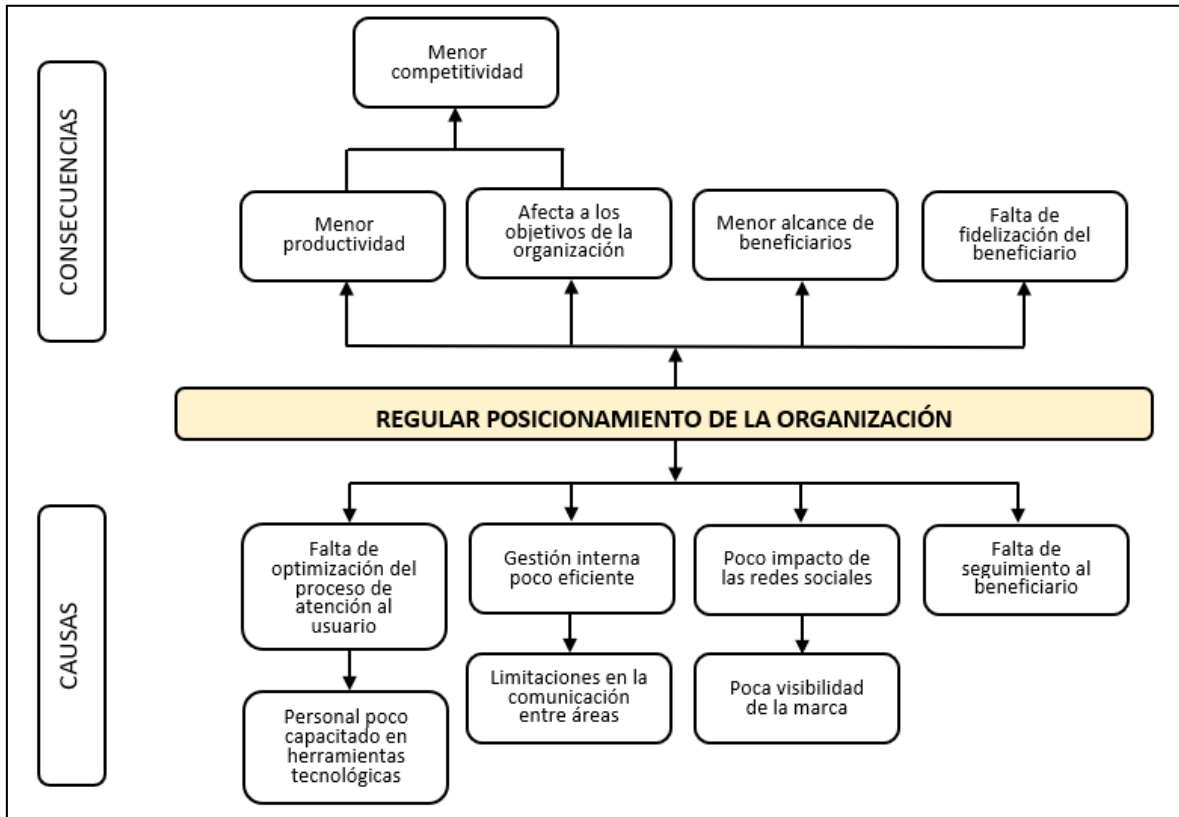 CONSECUENCIAS
Menor
competitividad
Menor
productividad
Afecta a los
objetivos de la
organización
Menor alcance de
beneficiarios
Falta de
fidelización del
beneficiario
REGULAR POSICIONAMIENTO DE LA ORGANIZACIÓN
CAUSAS
Falta de
optimización del
proceso de
atención al
usuario
Gestión interna
poco eficiente
Poco impacto de
las redes sociales
Falta de
seguimiento al
beneficiario
Personal poco
capacitado en
herramientas
tecnológicas
Limitaciones en la
comunicación
entre áreas
Poca visibilidad
de la marca